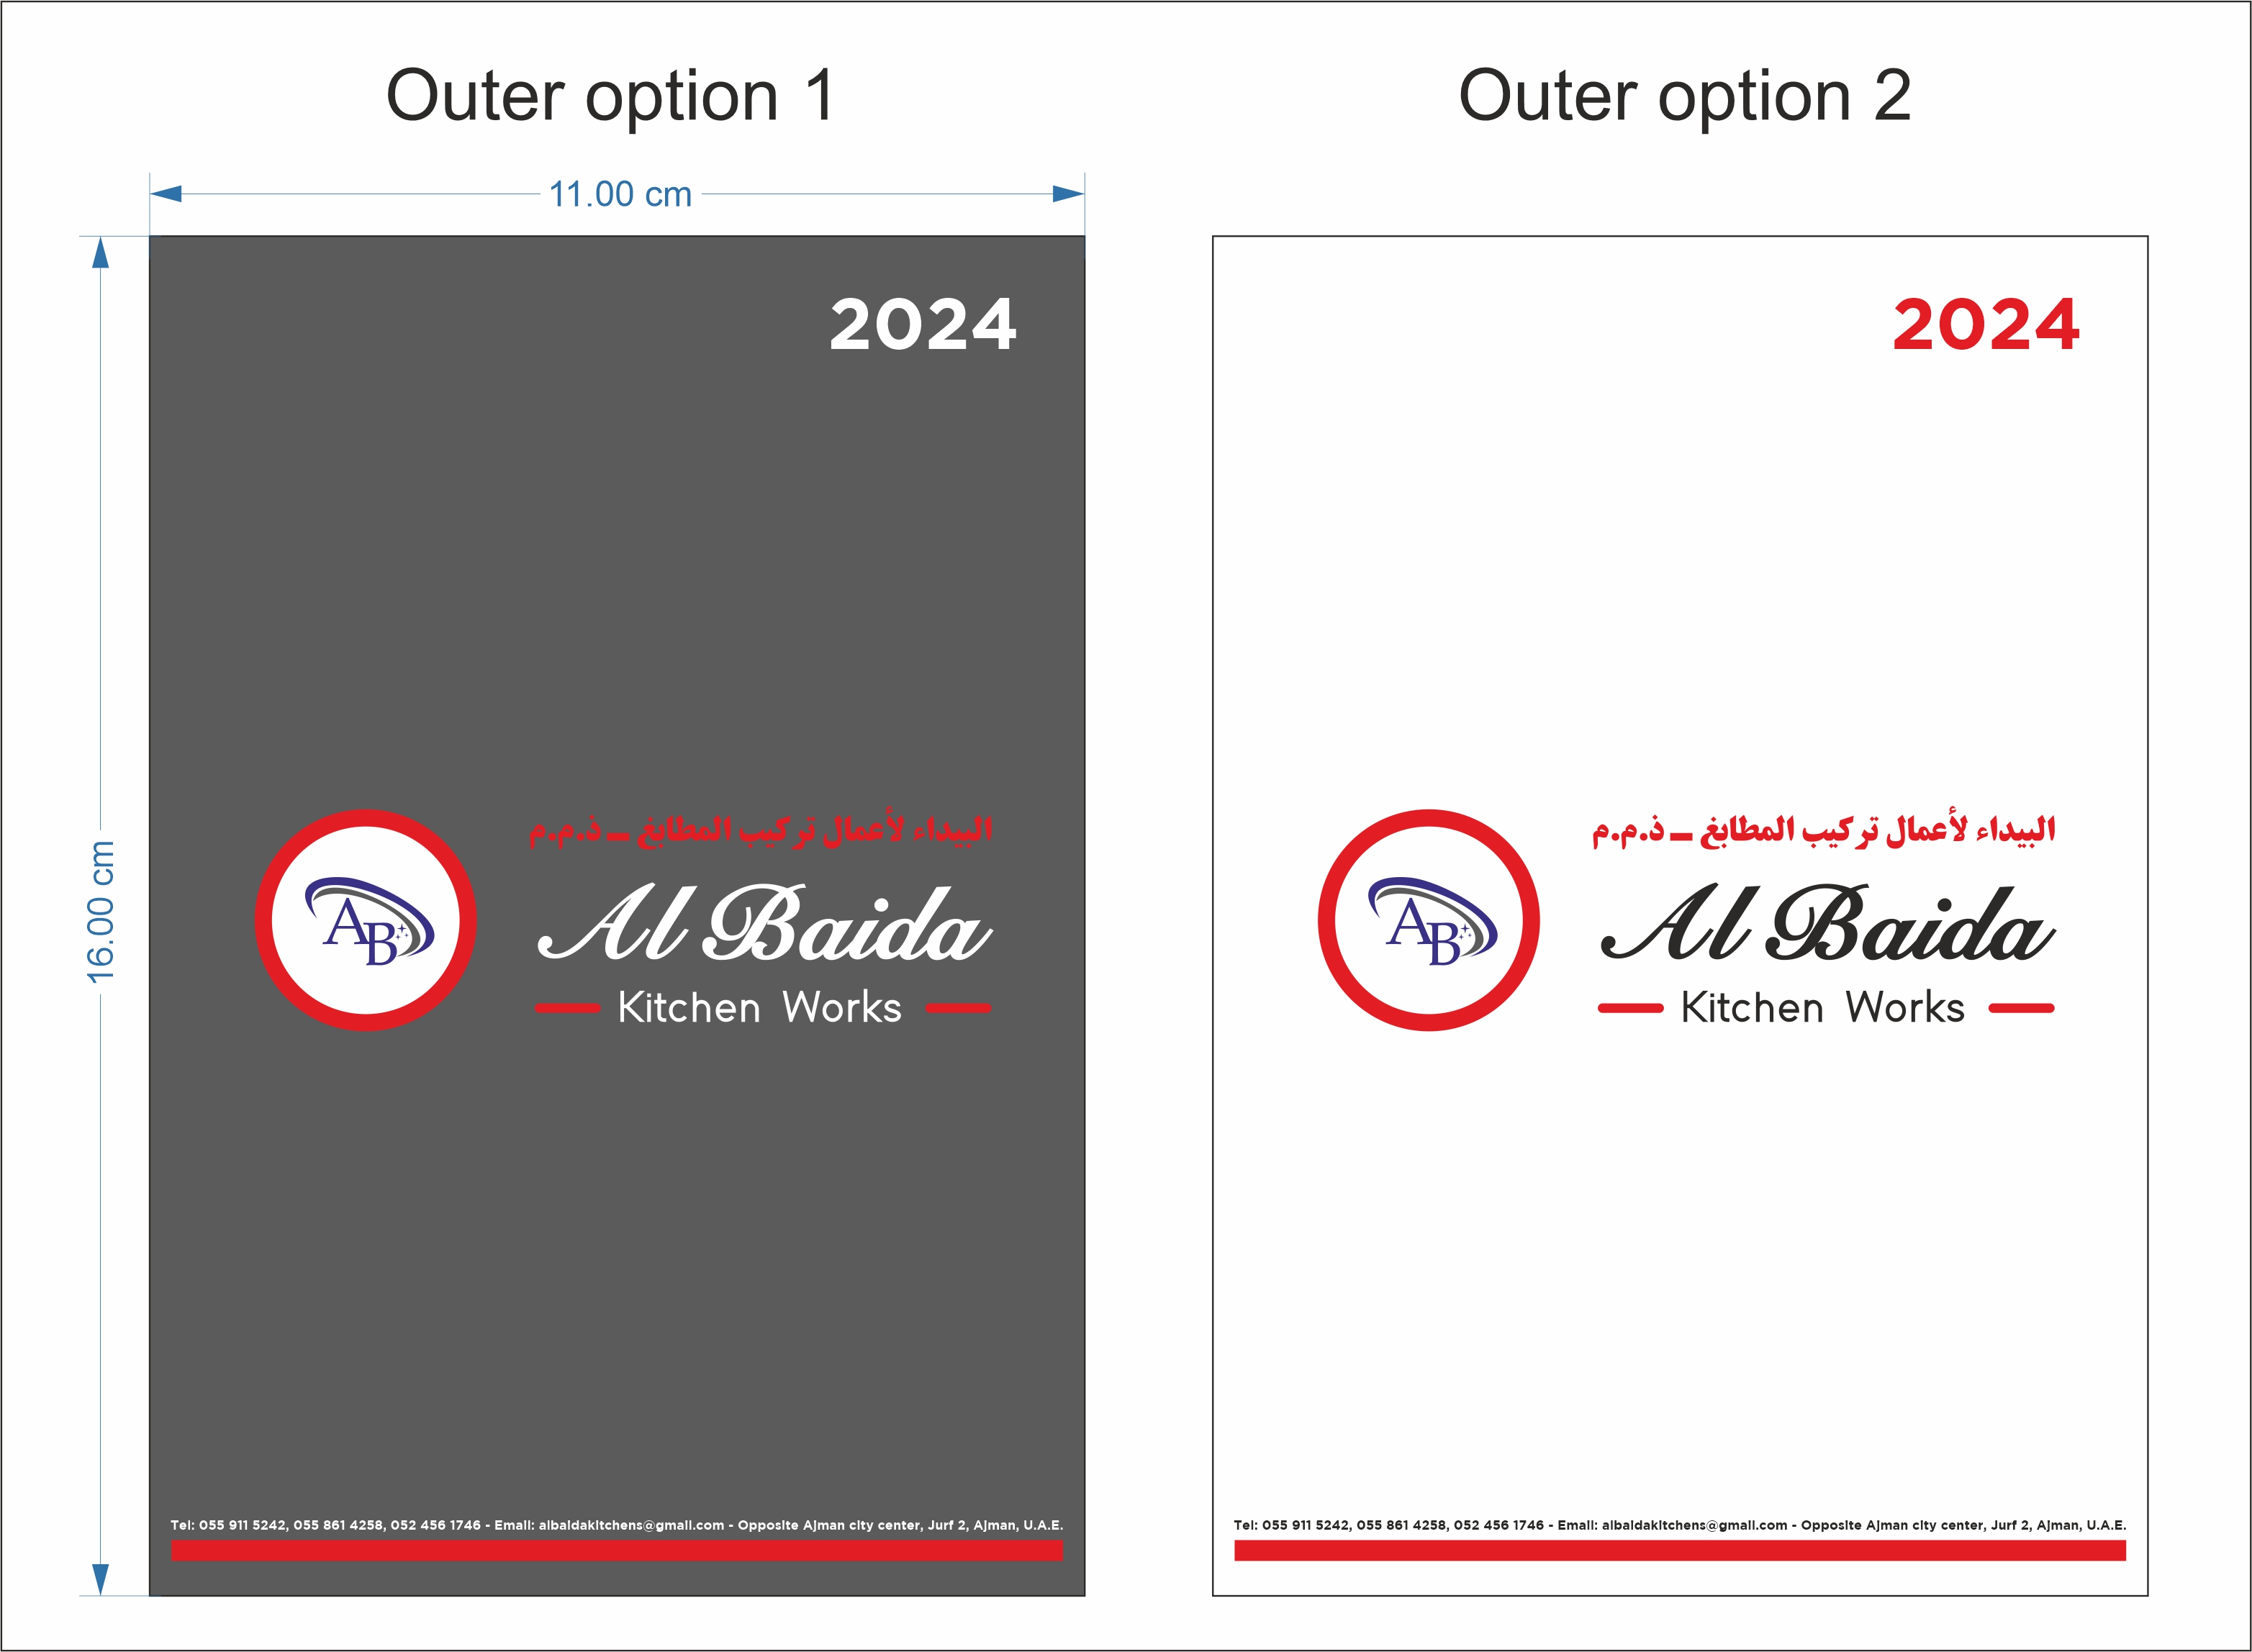 Outer option 1
11.00 cm
16.00 cm
2024
البيداء لأعمال تركيب المطابغ ـ ذ.م.م
AB
Al Baida
Kitchen Works
Tel: 055 911 5242, 055 861 4258, 052 456 1746 - Email: albaidakitchens@gmail.com - Opposite Ajman city center, Jurf 2, Ajman, U.A.E.
Outer option 2
2024
البيداء لأعمال تركيب المطابغ ـ ذ.م.م
AB
Al Baida
Kitchen Works
Tel: 055 911 5242, 055 861 4258, 052 456 1746 - Email: albaidakitchens@gmail.com - Opposite Ajman city center, Jurf 2, Ajman, U.A.E.